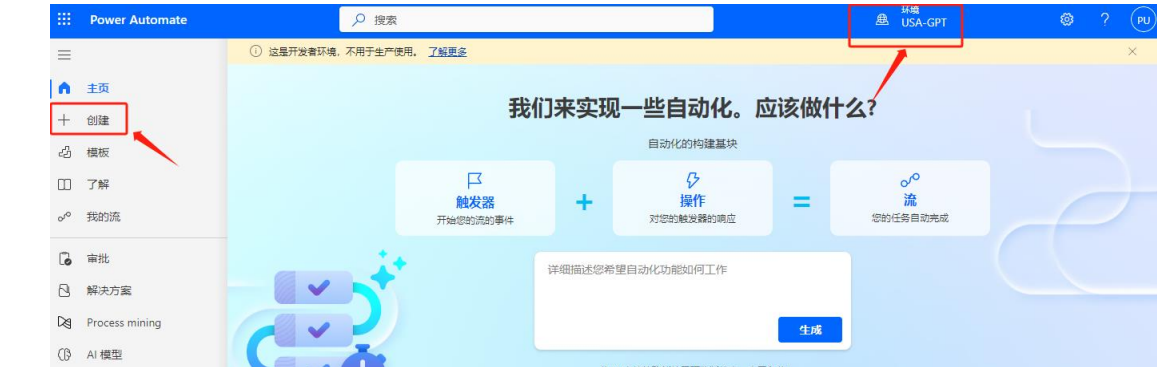 Power Automate
搜索
环境
USA-GPT
PU
这是开发者环境，不用于生产使用。 了解更多
主页
创建
模板
了解
我的流
审批
解决方案
Process mining
AI 模型
我们来实现一些自动化。应该做什么?
自动化的构建基块
触发器
开始您的流的事件
+
操作
对您的触发器的响应
=
流
您的任务自动完成
详细描述您希望自动化功能如何工作
生成